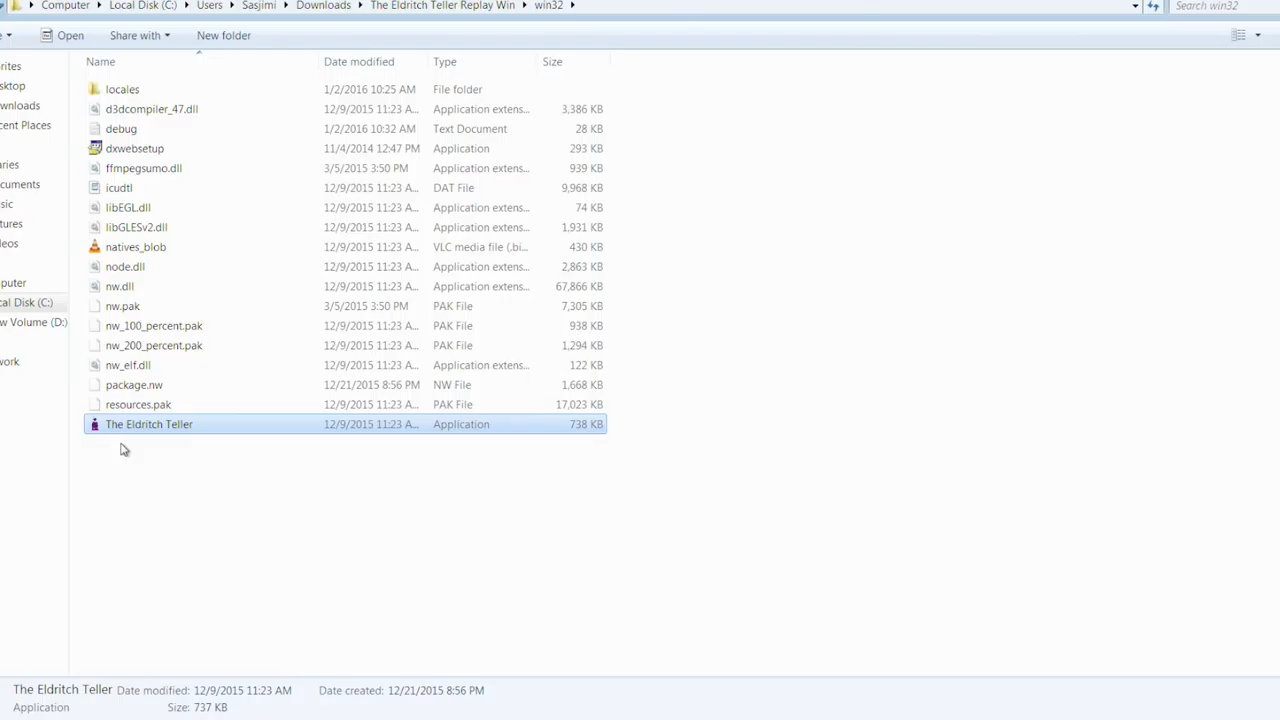 Computer Local Disk (C:) Users Sasjimi Downloads The Eldritch Teller Replay Win win32 Search win32
e Open Share with New folder
Name Date modified Type Size
rites
sktop
wnloads
cent Places
ries
cuments
sic
tures
eos
puter
cal Disk (C:)
w Volume (D:)
work
locales 1/2/2016 10:25 AM File folder
d3dcompiler_47.dll 12/9/2015 11:23 A... Application extens... 3,386 KB
debug 1/2/2016 10:32 AM Text Document 28 KB
dxwebsetup 11/4/2014 12:47 PM Application 293 KB
ffmpegsumo.dll 3/5/2015 3:50 PM Application extens... 939 KB
icudtl 12/9/2015 11:23 A... DAT File 9,968 KB
libEGL.dll 12/9/2015 11:23 A... Application extens... 74 KB
libGLESv2.dll 12/9/2015 11:23 A... Application extens... 1,931 KB
natives_blob 12/9/2015 11:23 A... VLC media file (.bi... 430 KB
node.dll 12/9/2015 11:23 A... Application extens... 2,863 KB
nw.dll 12/9/2015 11:23 A... Application extens... 67,866 KB
nw.pak 3/5/2015 3:50 PM PAK File 7,305 KB
nw_100_percent.pak 12/9/2015 11:23 A... PAK File 938 KB
nw_200_percent.pak 12/9/2015 11:23 A... PAK File 1,294 KB
nw_elf.dll 12/9/2015 11:23 A... Application extens... 122 KB
package.nw 12/21/2015 8:56 PM NW File 1,668 KB
resources.pak 12/9/2015 11:23 A... PAK File 17,023 KB
The Eldritch Teller 12/9/2015 11:23 A... Application 738 KB
The Eldritch Teller Date modified: 12/9/2015 11:23 AM Date created: 12/21/2015 8:56 PM
Application Size: 737 KB